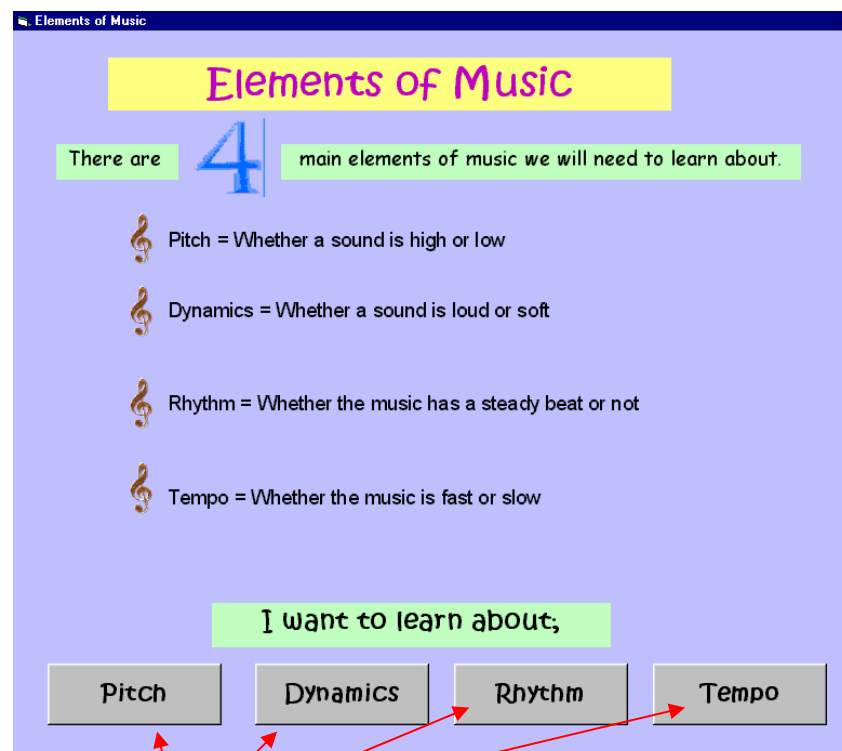 Elements of Music
Elements of Music
There are 4 main elements of music we will need to learn about.
Pitch = Whether a sound is high or low
Dynamics = Whether a sound is loud or soft
Rhythm = Whether the music has a steady beat or not
Tempo = Whether the music is fast or slow
I want to learn about;
Pitch Dynamics Rhythm Tempo